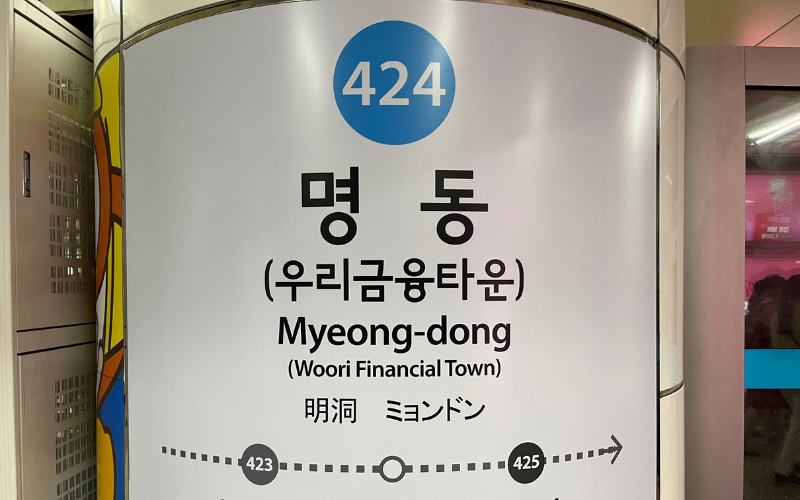 424
명 동
(우리금융타운)
Myeong-dong
(Woori Financial Town)
明洞 ミョンドン
423 425